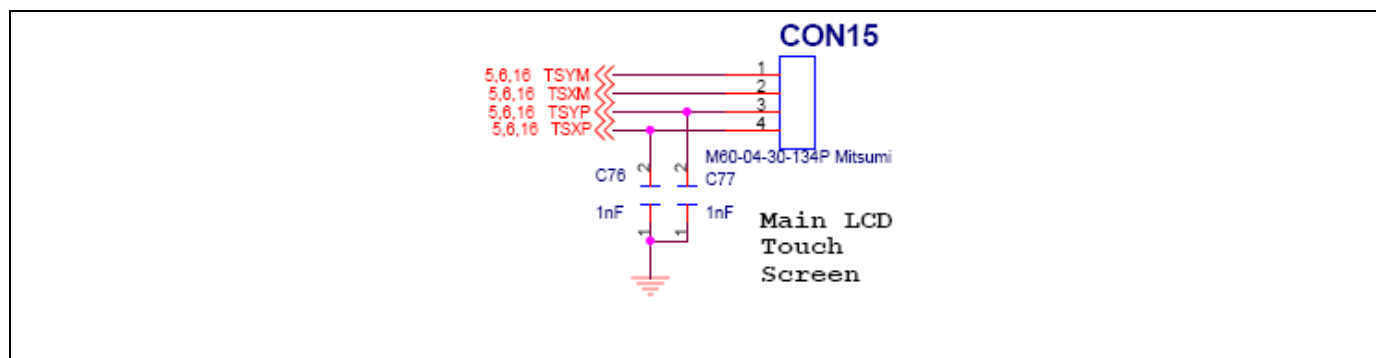 CON15
5,6,16 TSYM 1
5,6,16 TSXM 2
5,6,16 TSYP 3
5,6,16 TSXP 4
M60-04-30-134P Mitsumi
C76 2 2 C77
1nF 1 1 1nF
Main LCD
Touch
Screen